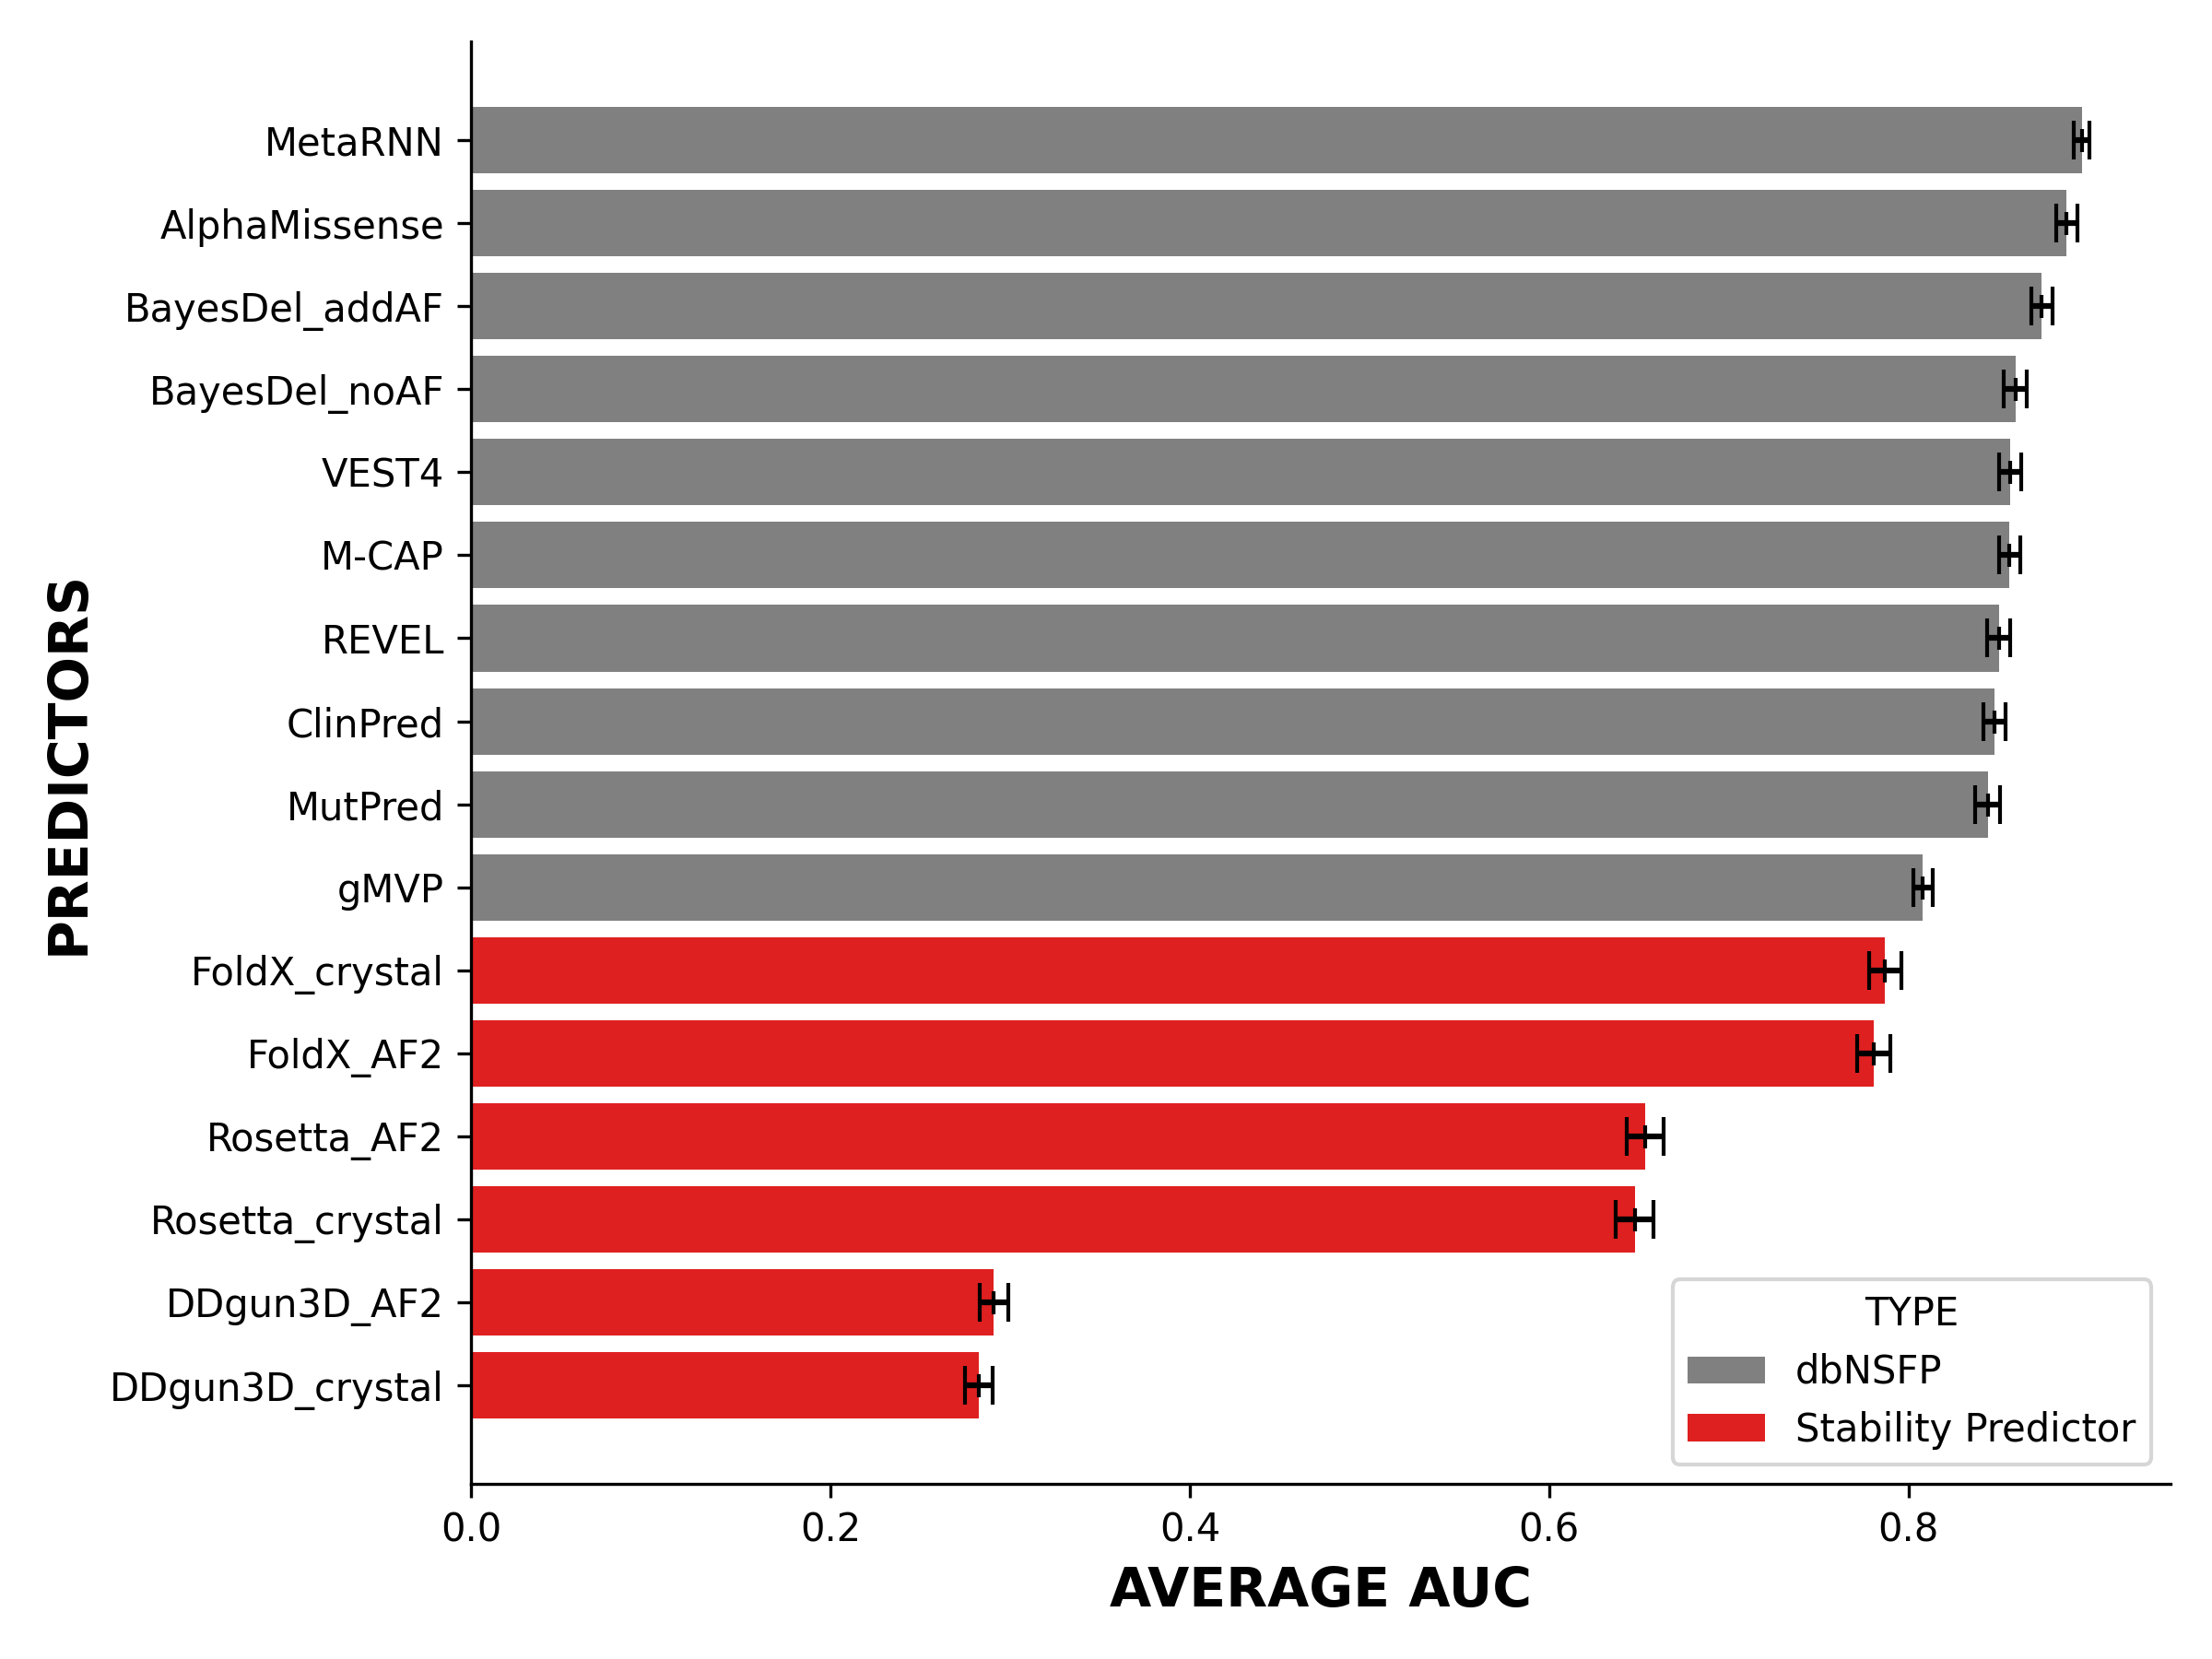 PREDICTORS
MetaRNN
AlphaMissense
BayesDel_addAF
BayesDel_noAF
VEST4
M-CAP
REVEL
ClinPred
MutPred
gMVP
FoldX_crystal
FoldX_AF2
Rosetta_AF2
Rosetta_crystal
DDgun3D_AF2
DDgun3D_crystal
TYPE
dbNSFP
Stability Predictor
0.0 0.2 0.4 0.6 0.8
AVERAGE AUC